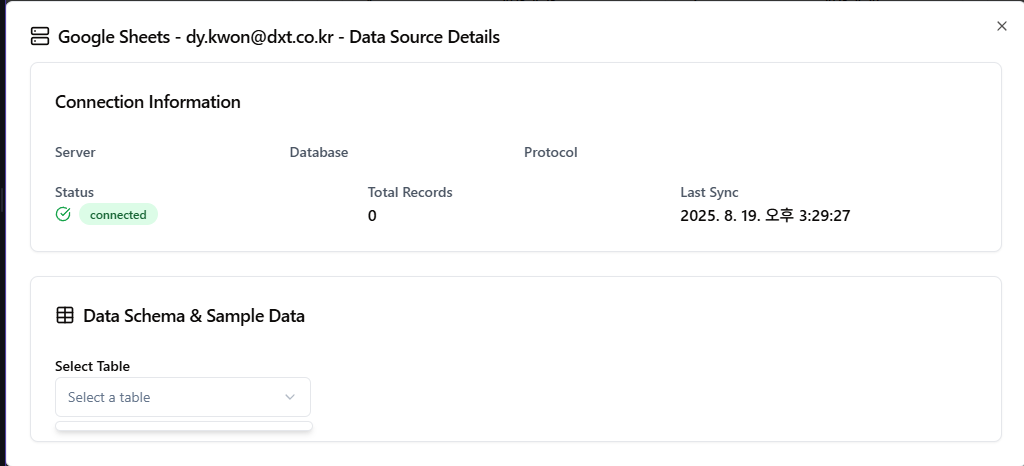 Google Sheets - dy.kwon@dxt.co.kr - Data Source Details
Connection Information
Server Database Protocol
Status Total Records Last Sync
connected 0 2025. 8. 19. 오후 3:29:27
Data Schema & Sample Data
Select Table
Select a table